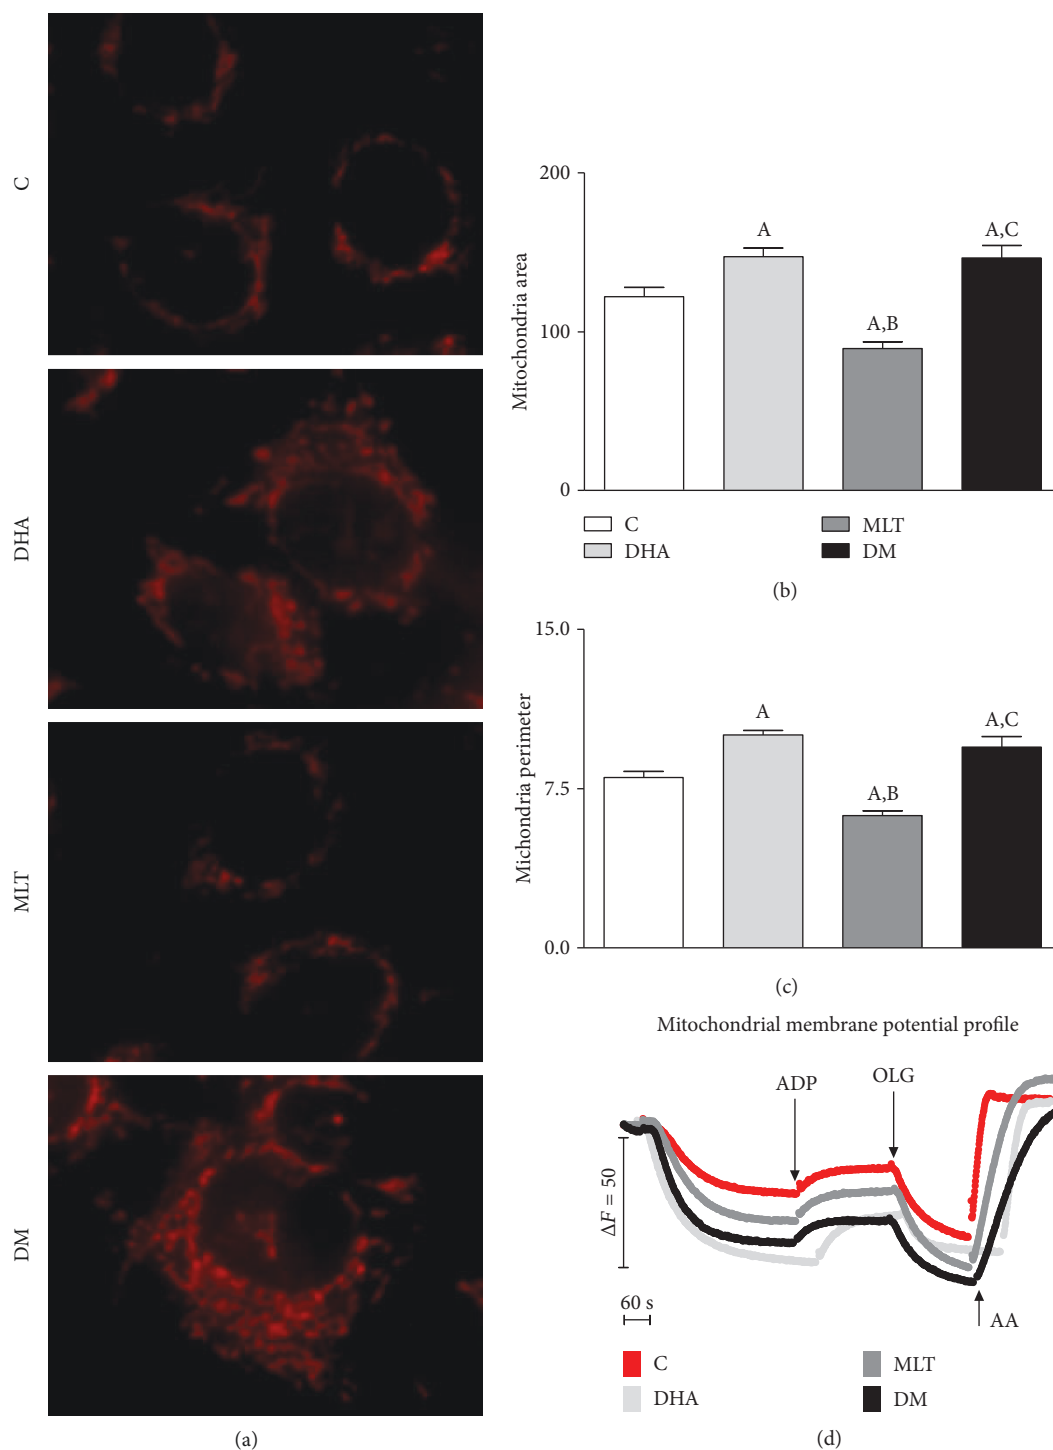 C
DHA
MLT
DM
(a)
200
100
0
Mitochondria area
A
A,B
A,C
C
DHA
MLT
DM
(b)
15.0
7.5
0.0
Michondria perimeter
A
A,B
A,C
(c)
Mitochondrial membrane potential profile
ADP
OLG
ΔF = 50
60 s
AA
C
DHA
MLT
DM
(d)